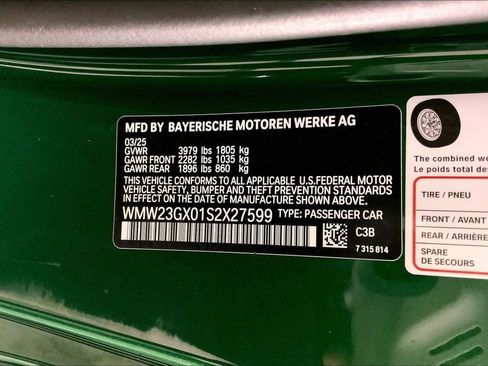 MFD BY BAYERISCHE MOTOREN WERKE AG
03/25
GVWR 3979 lbs 1805 kg
GAWR FRONT 2282 lbs 1035 kg
GAWR REAR 1896 lbs 860 kg
THIS VEHICLE CONFORMS TO ALL APPLICABLE U.S.FEDERAL MOTOR
VEHICLE SAFETY, BUMPER AND THEFT PREVENTION STANDARDS
IN EFFECT ON THE DATE OF MANUFACTURE SHOWN ABOVE.
WMW23GX01S2X27599 TYPE: PASSENGER CAR
C3B
7 315 814
The combined we
Le poids total des
TIRE / PNEU
FRONT / AVANT
REAR / ARRIÈRE
SPARE
DE SECOURS